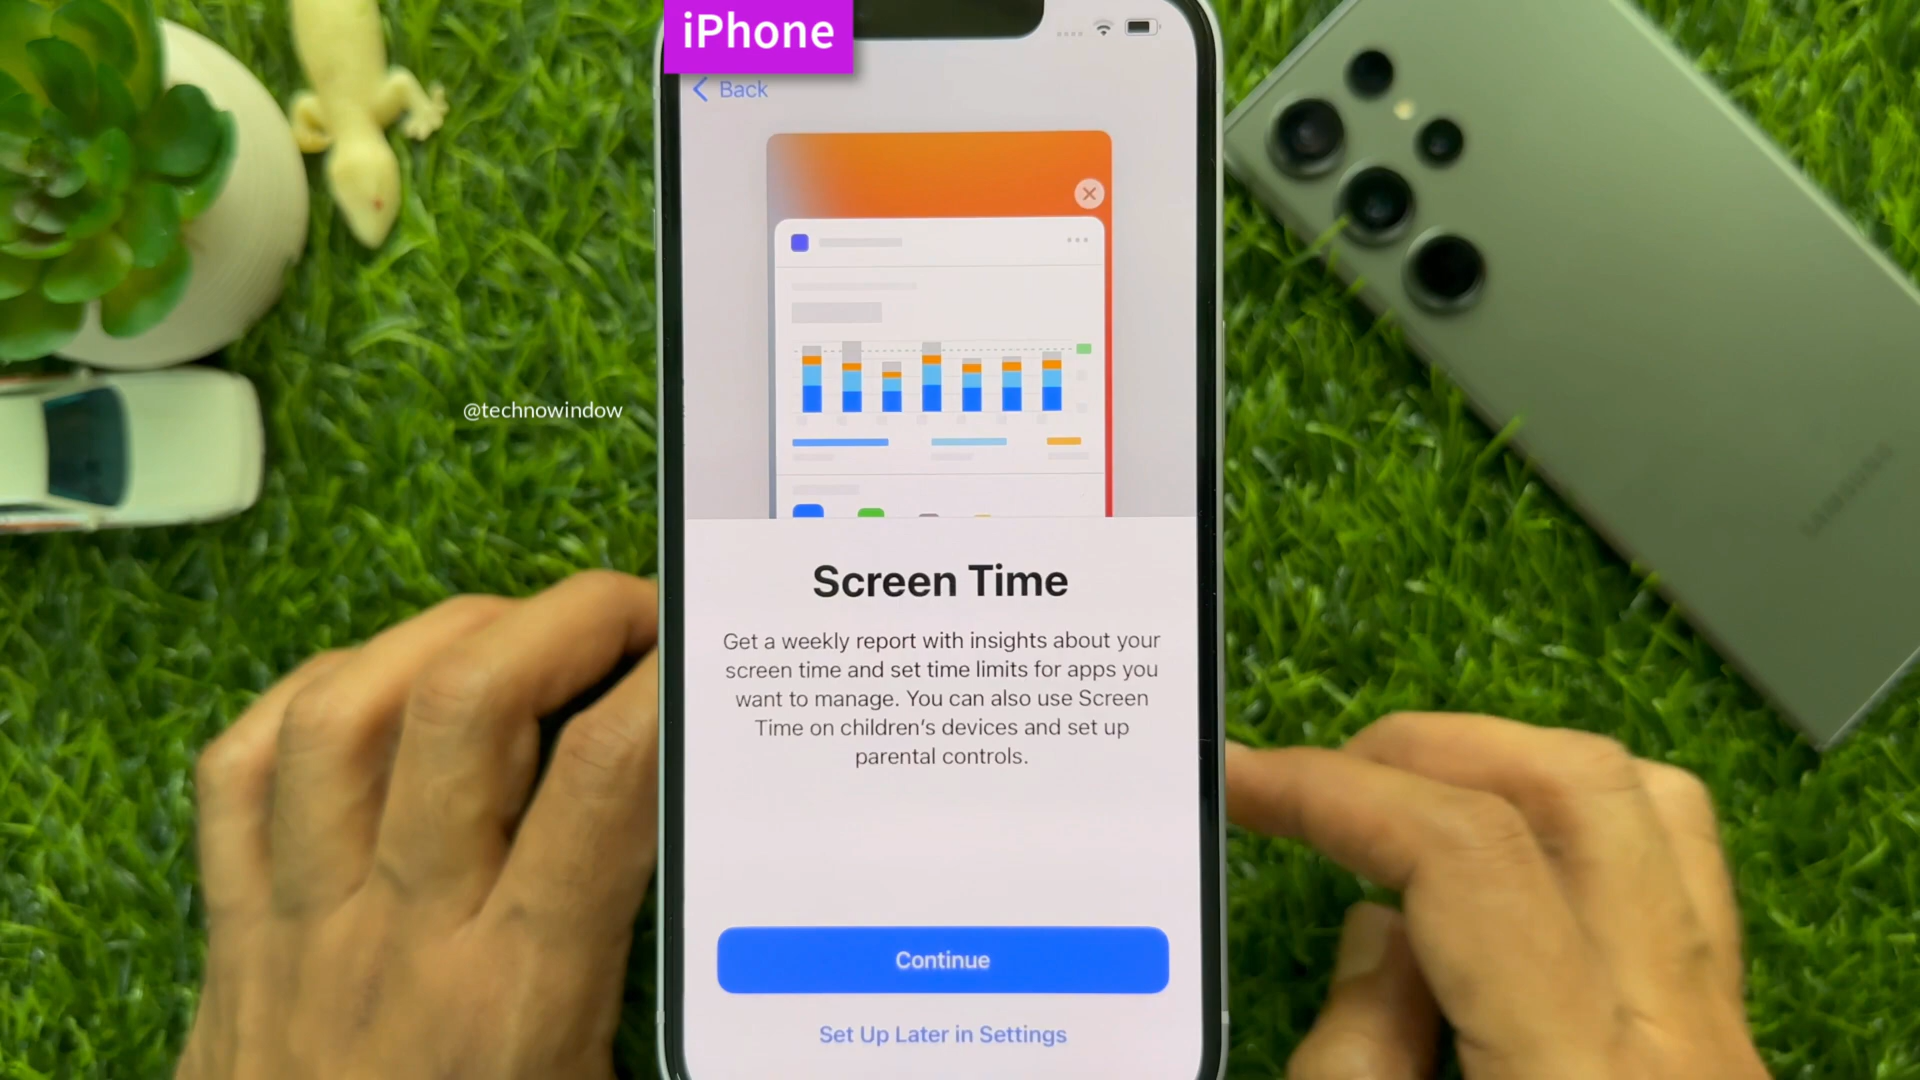 iPhone
Back
@technowindow
Screen Time
Get a weekly report with insights about your
screen time and set time limits for apps you
want to manage. You can also use Screen
Time on children's devices and set up
parental controls.
Continue
Set Up Later in Settings
SAMSUNG